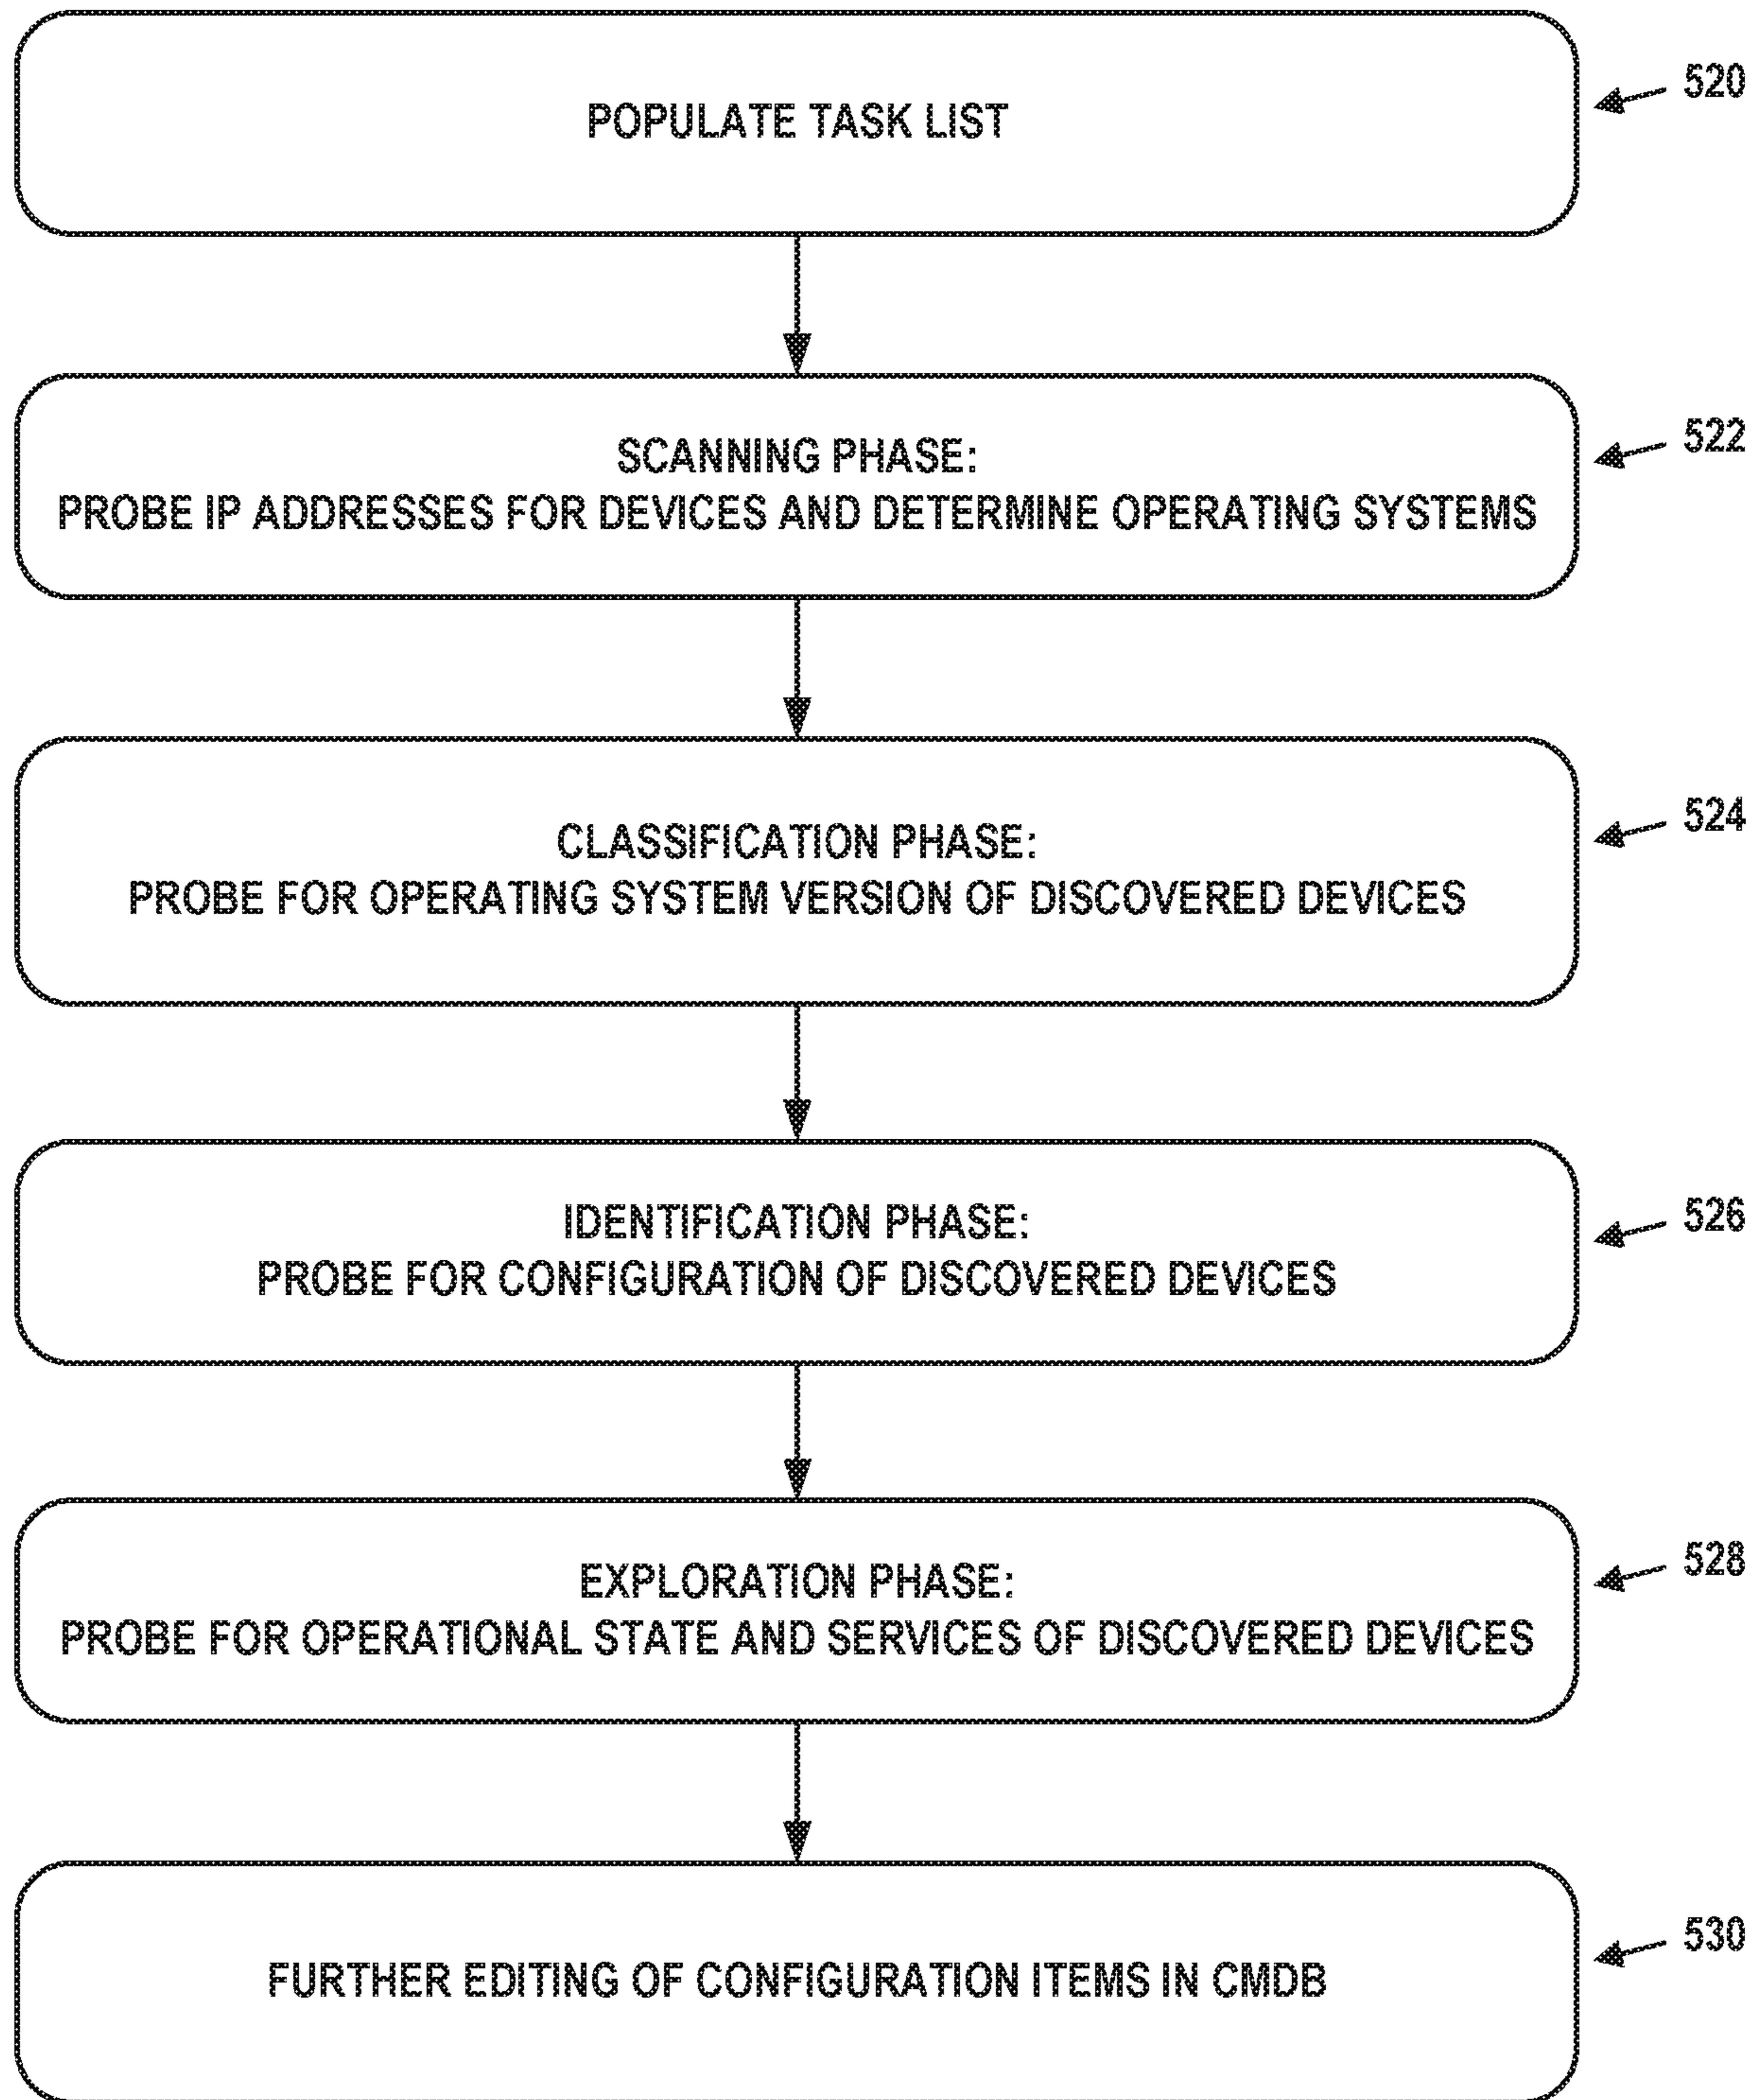 POPULATE TASK LIST
520
SCANNING PHASE:
PROBE IP ADDRESSES FOR DEVICES AND DETERMINE OPERATING SYSTEMS
522
CLASSIFICATION PHASE:
PROBE FOR OPERATING SYSTEM VERSION OF DISCOVERED DEVICES
524
IDENTIFICATION PHASE:
PROBE FOR CONFIGURATION OF DISCOVERED DEVICES
526
EXPLORATION PHASE:
PROBE FOR OPERATIONAL STATE AND SERVICES OF DISCOVERED DEVICES
528
FURTHER EDITING OF CONFIGURATION ITEMS IN CMDB
530